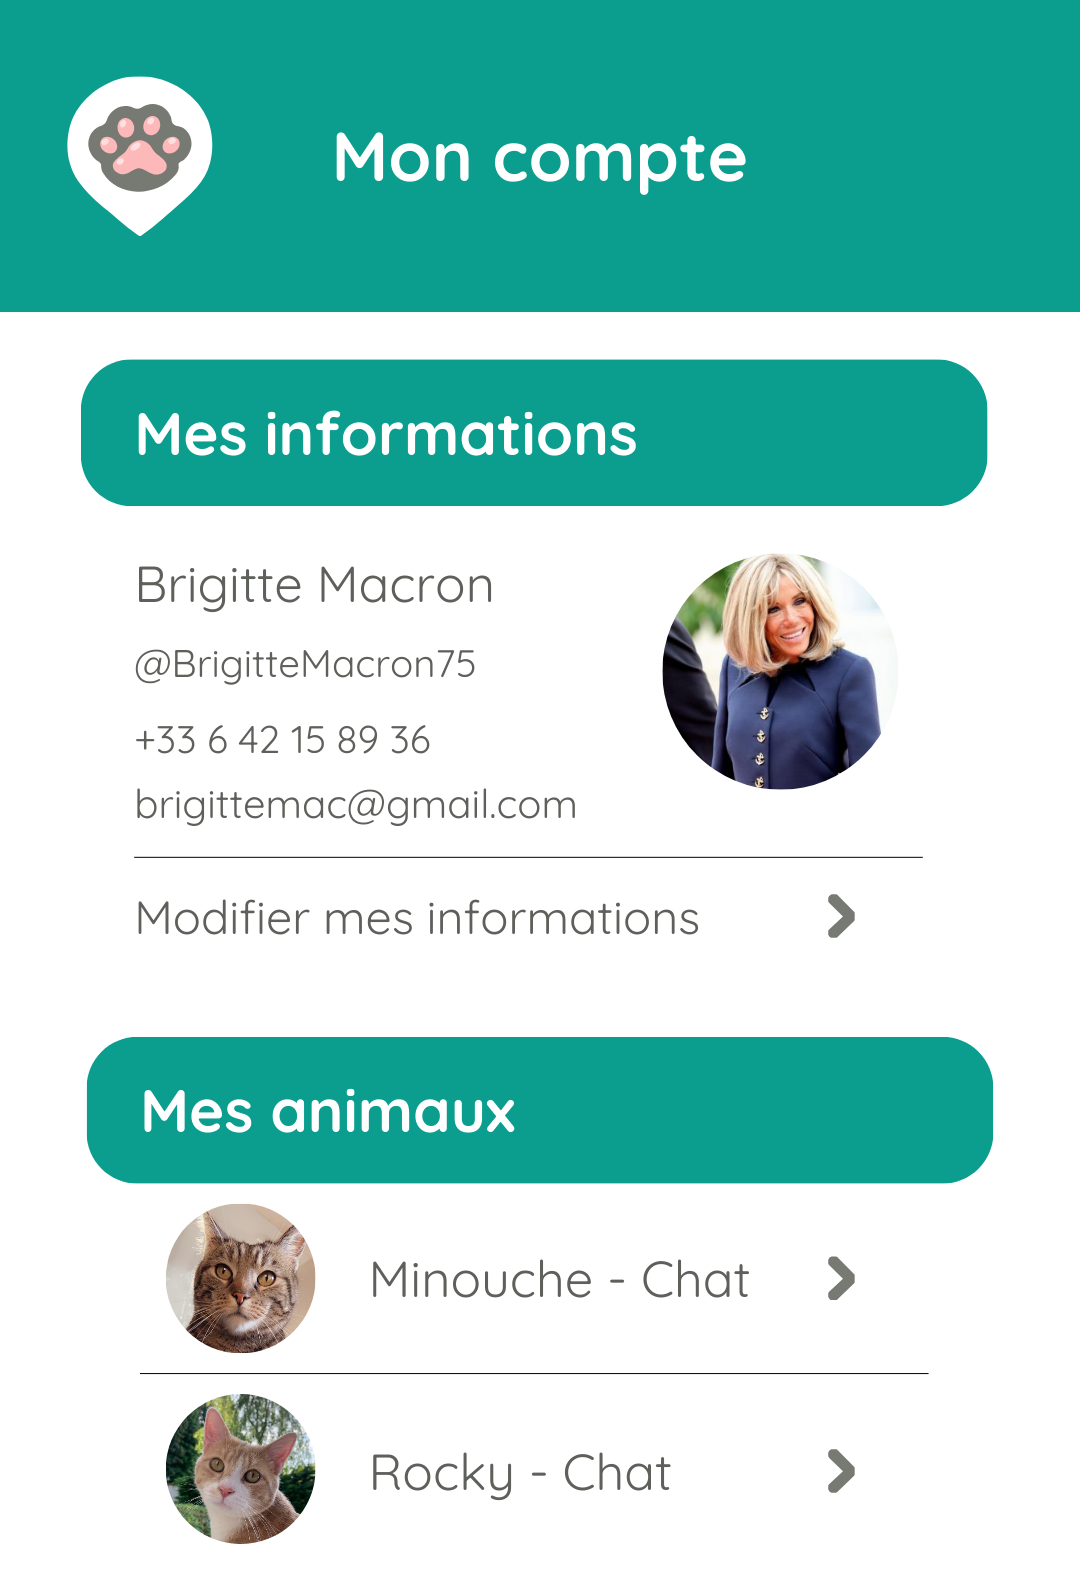 Mon compte
Mes informations
Brigitte Macron
@BrigitteMacron75
+33 6 42 15 89 36
brigittemac@gmail.com
Modifier mes informations
Mes animaux
Minouche - Chat
Rocky - Chat